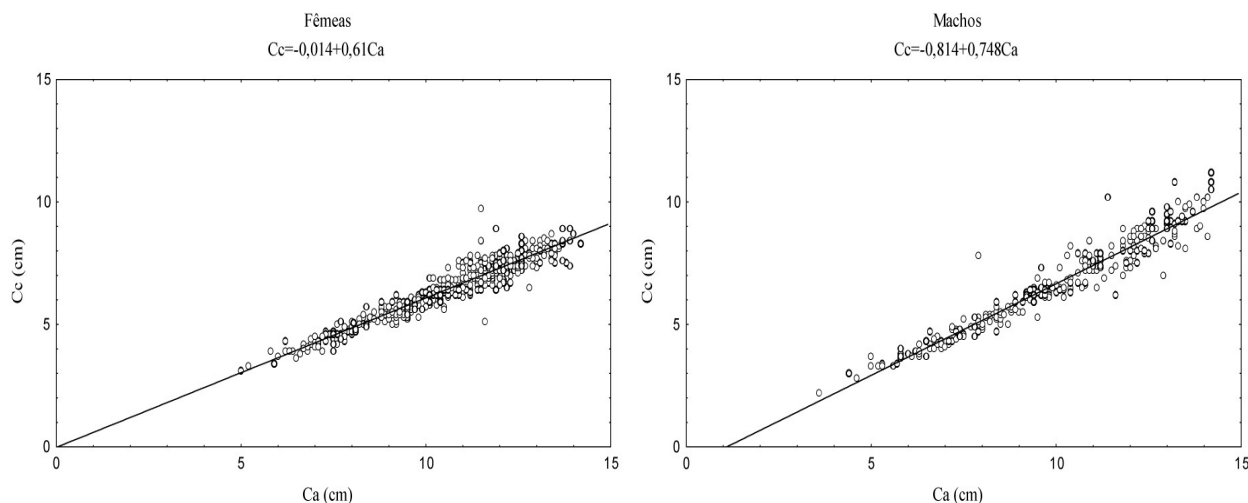 Fêmeas
Cc=-0,014+0,61Ca
15
10
5
0
Cc (cm)
0 5 10 15
Ca (cm)
Machos
Cc=-0,814+0,748Ca
15
10
5
0
Cc (cm)
0 5 10 15
Ca (cm)